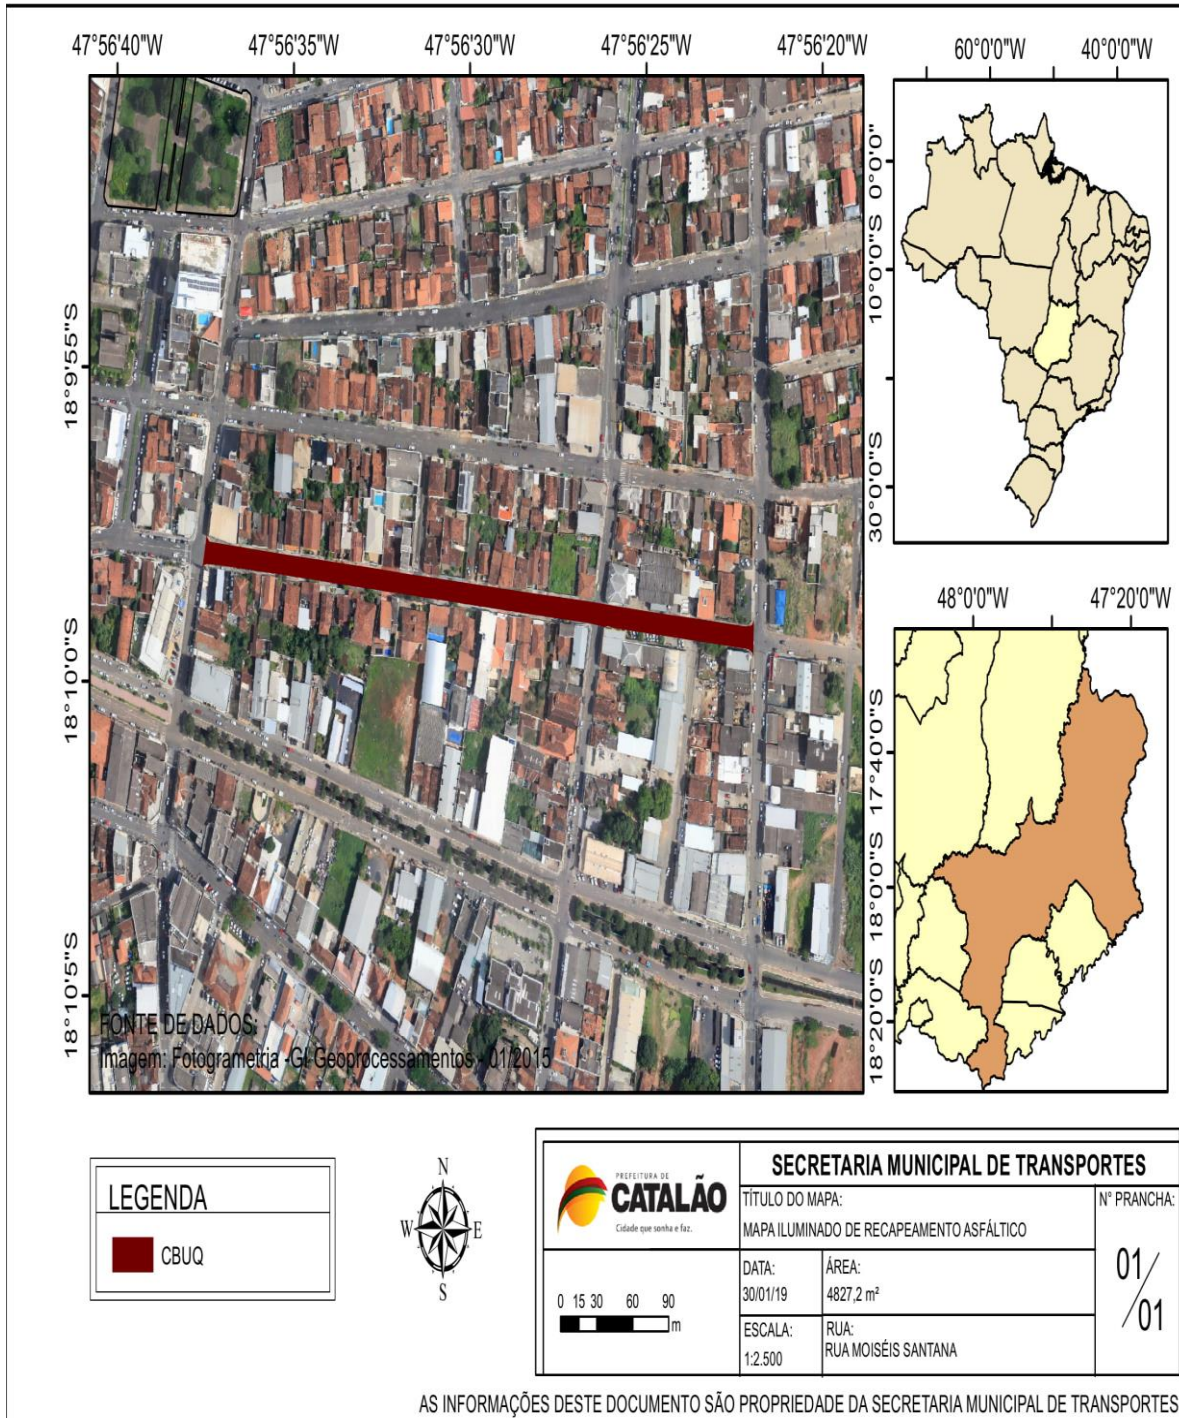 47°56'40"W 47°56'35"W 47°56'30"W 47°56'25"W 47°56'20"W
60°0'0"W 40°0'0"W
0°0'0"
10°0'0"S
30°0'0"S
18°9'55"S
18°10'0"S
18°10'5"S
48°0'0"W 47°20'0"W
17°40'0"S
18°0'0"S
18°20'0"S
FONTE DE DADOS:
Imagem: Fotogrametria -GI Geoprocessamentos - 01/2015
LEGENDA
CBUQ
N
W E
S
PREFEITURA DE
CATALÃO
Cidade que sonha e faz.
0 15 30 60 90
m
SECRETARIA MUNICIPAL DE TRANSPORTES
TÍTULO DO MAPA:
MAPA ILUMINADO DE RECAPEAMENTO ASFÁLTICO
N° PRANCHA:
01/01
DATA:
30/01/19
ÁREA:
4827,2 m²
ESCALA:
1:2.500
RUA:
RUA MOISÉIS SANTANA
AS INFORMAÇÕES DESTE DOCUMENTO SÃO PROPRIEDADE DA SECRETARIA MUNICIPAL DE TRANSPORTES